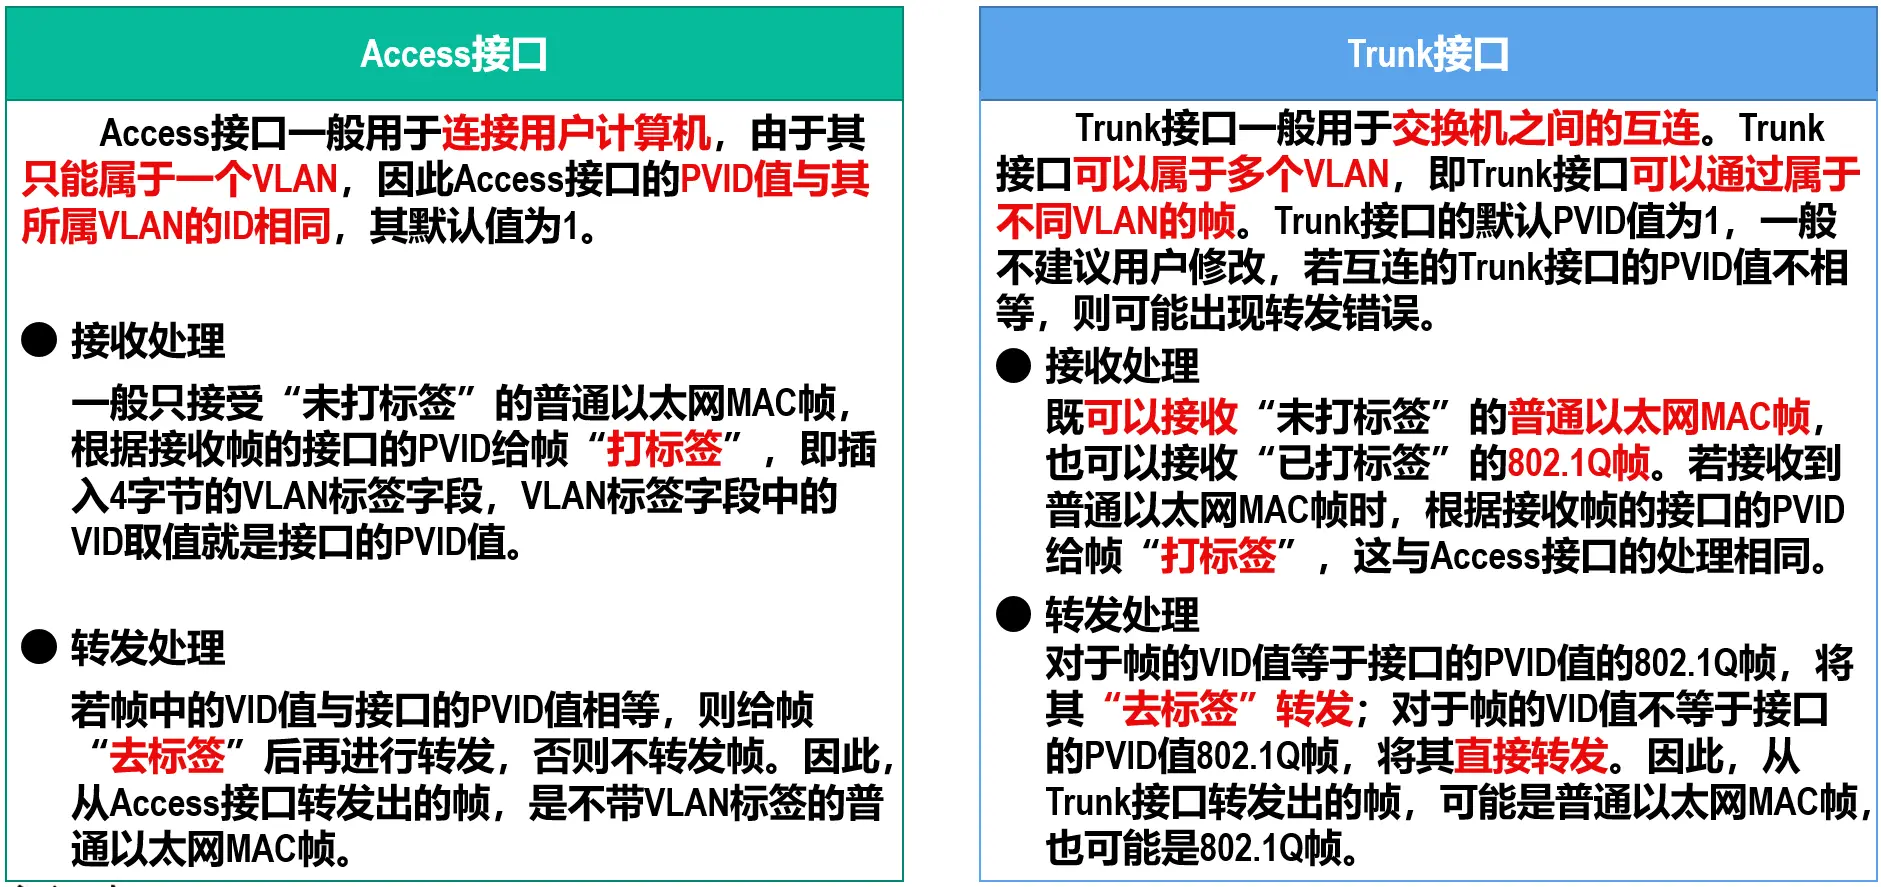 Access接口
Access接口一般用于连接用户计算机，由于其
只能属于一个VLAN，因此Access接口的PVID值与其
所属VLAN的ID相同，其默认值为1。
● 接收处理
一般只接受“未打标签”的普通以太网MAC帧，
根据接收帧的接口的PVID给帧“打标签”，即插
入4字节的VLAN标签字段，VLAN标签字段中的
VID取值就是接口的PVID值。
● 转发处理
若帧中的VID值与接口的PVID值相等，则给帧
“去标签”后再进行转发，否则不转发帧。因此，
从Access接口转发出的帧，是不带VLAN标签的普
通以太网MAC帧。
Trunk接口
Trunk接口一般用于交换机之间的互连。Trunk
接口可以属于多个VLAN，即Trunk接口可以通过属于
不同VLAN的帧。Trunk接口的默认PVID值为1，一般
不建议用户修改，若互连的Trunk接口的PVID值不相
等，则可能出现转发错误。
● 接收处理
既可以接收“未打标签”的普通以太网MAC帧，
也可以接收“已打标签”的802.1Q帧。若接收到
普通以太网MAC帧时，根据接收帧的接口的PVID
给帧“打标签”，这与Access接口的处理相同。
● 转发处理
对于帧的VID值等于接口的PVID值的802.1Q帧，将
其“去标签”转发；对于帧的VID值不等于接口
的PVID值802.1Q帧，将其直接转发。因此，从
Trunk接口转发出的帧，可能是普通以太网MAC帧，
也可能是802.1Q帧。